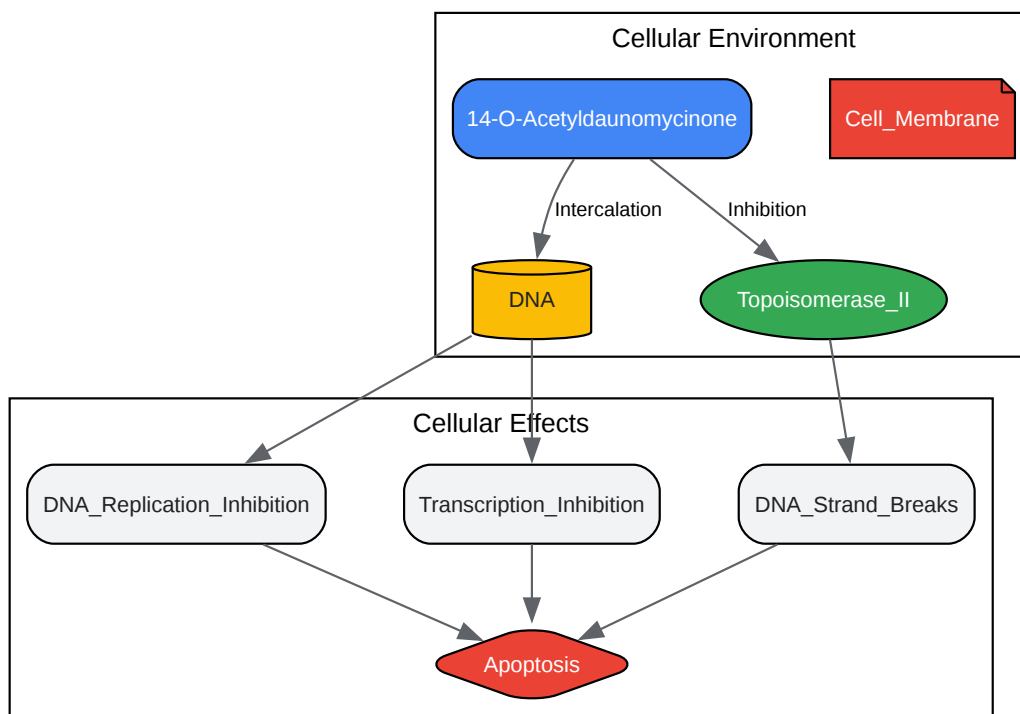 Cellular Environment
14-O-Acetyldaunomycinone
Cell_Membrane
Intercalation
Inhibition
DNA
Topoisomerase_II
Cellular Effects
DNA_Replication_Inhibition
Transcription_Inhibition
DNA_Strand_Breaks
Apoptosis